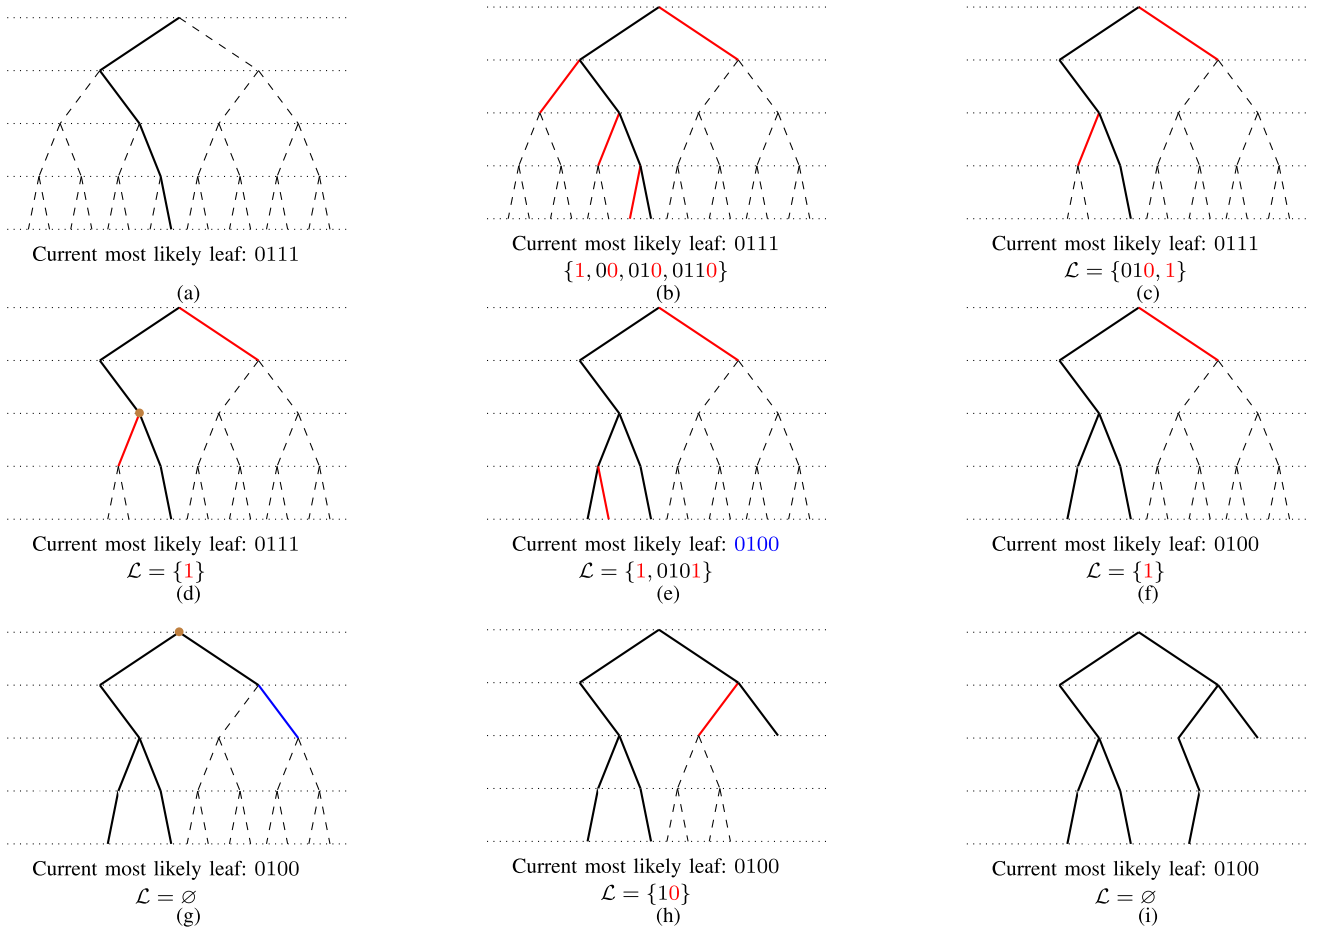 Current most likely leaf: 0111
(a)
Current most likely leaf: 0111
{1, 00, 010, 0110}
(b)
Current most likely leaf: 0111
ℒ = {010, 1}
(c)
Current most likely leaf: 0111
ℒ = {1}
(d)
Current most likely leaf: 0100
ℒ = {1, 0101}
(e)
Current most likely leaf: 0100
ℒ = {1}
(f)
Current most likely leaf: 0100
ℒ = ∅
(g)
Current most likely leaf: 0100
ℒ = {10}
(h)
Current most likely leaf: 0100
ℒ = ∅
(i)